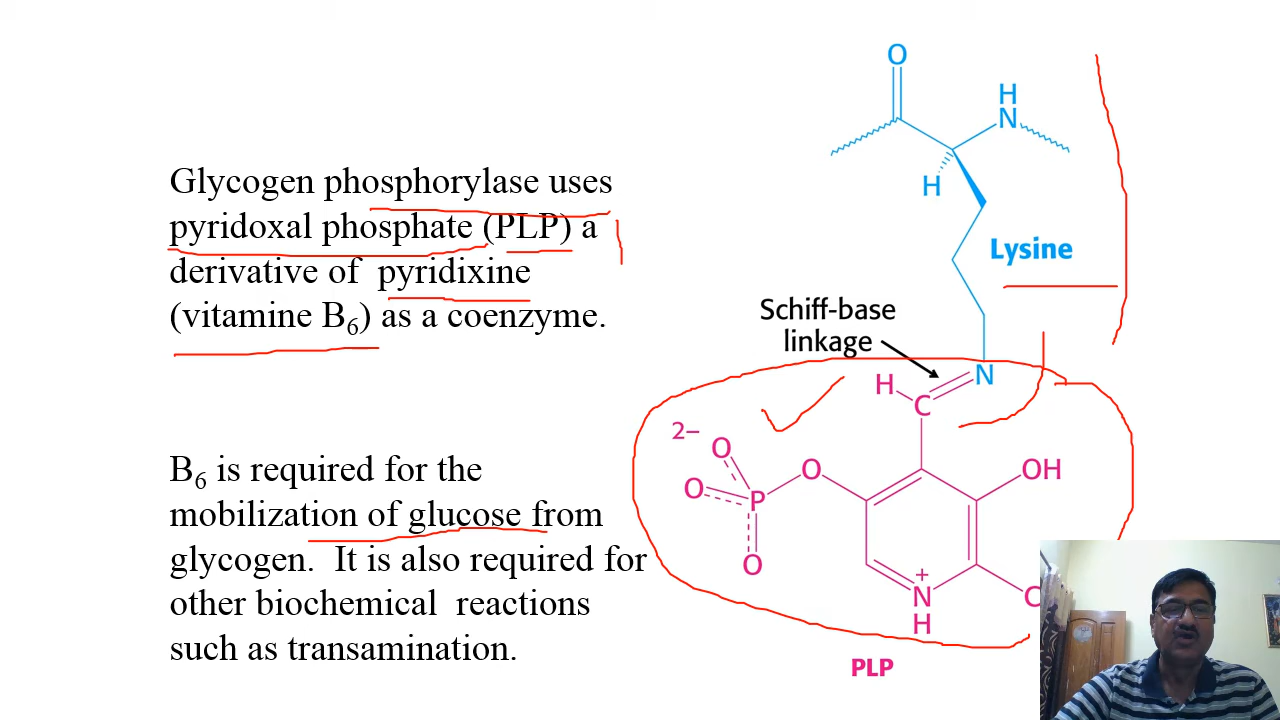 Glycogen phosphorylase uses
pyridoxal phosphate (PLP) a
derivative of pyridixine
(vitamine B₆) as a coenzyme.
B₆ is required for the
mobilization of glucose from
glycogen. It is also required for
other biochemical reactions
such as transamination.
O
H
N
H
Lysine
Schiff-base
linkage
N
H
C
2−
O
O
O
OH
P
O
+
N
H
C
PLP